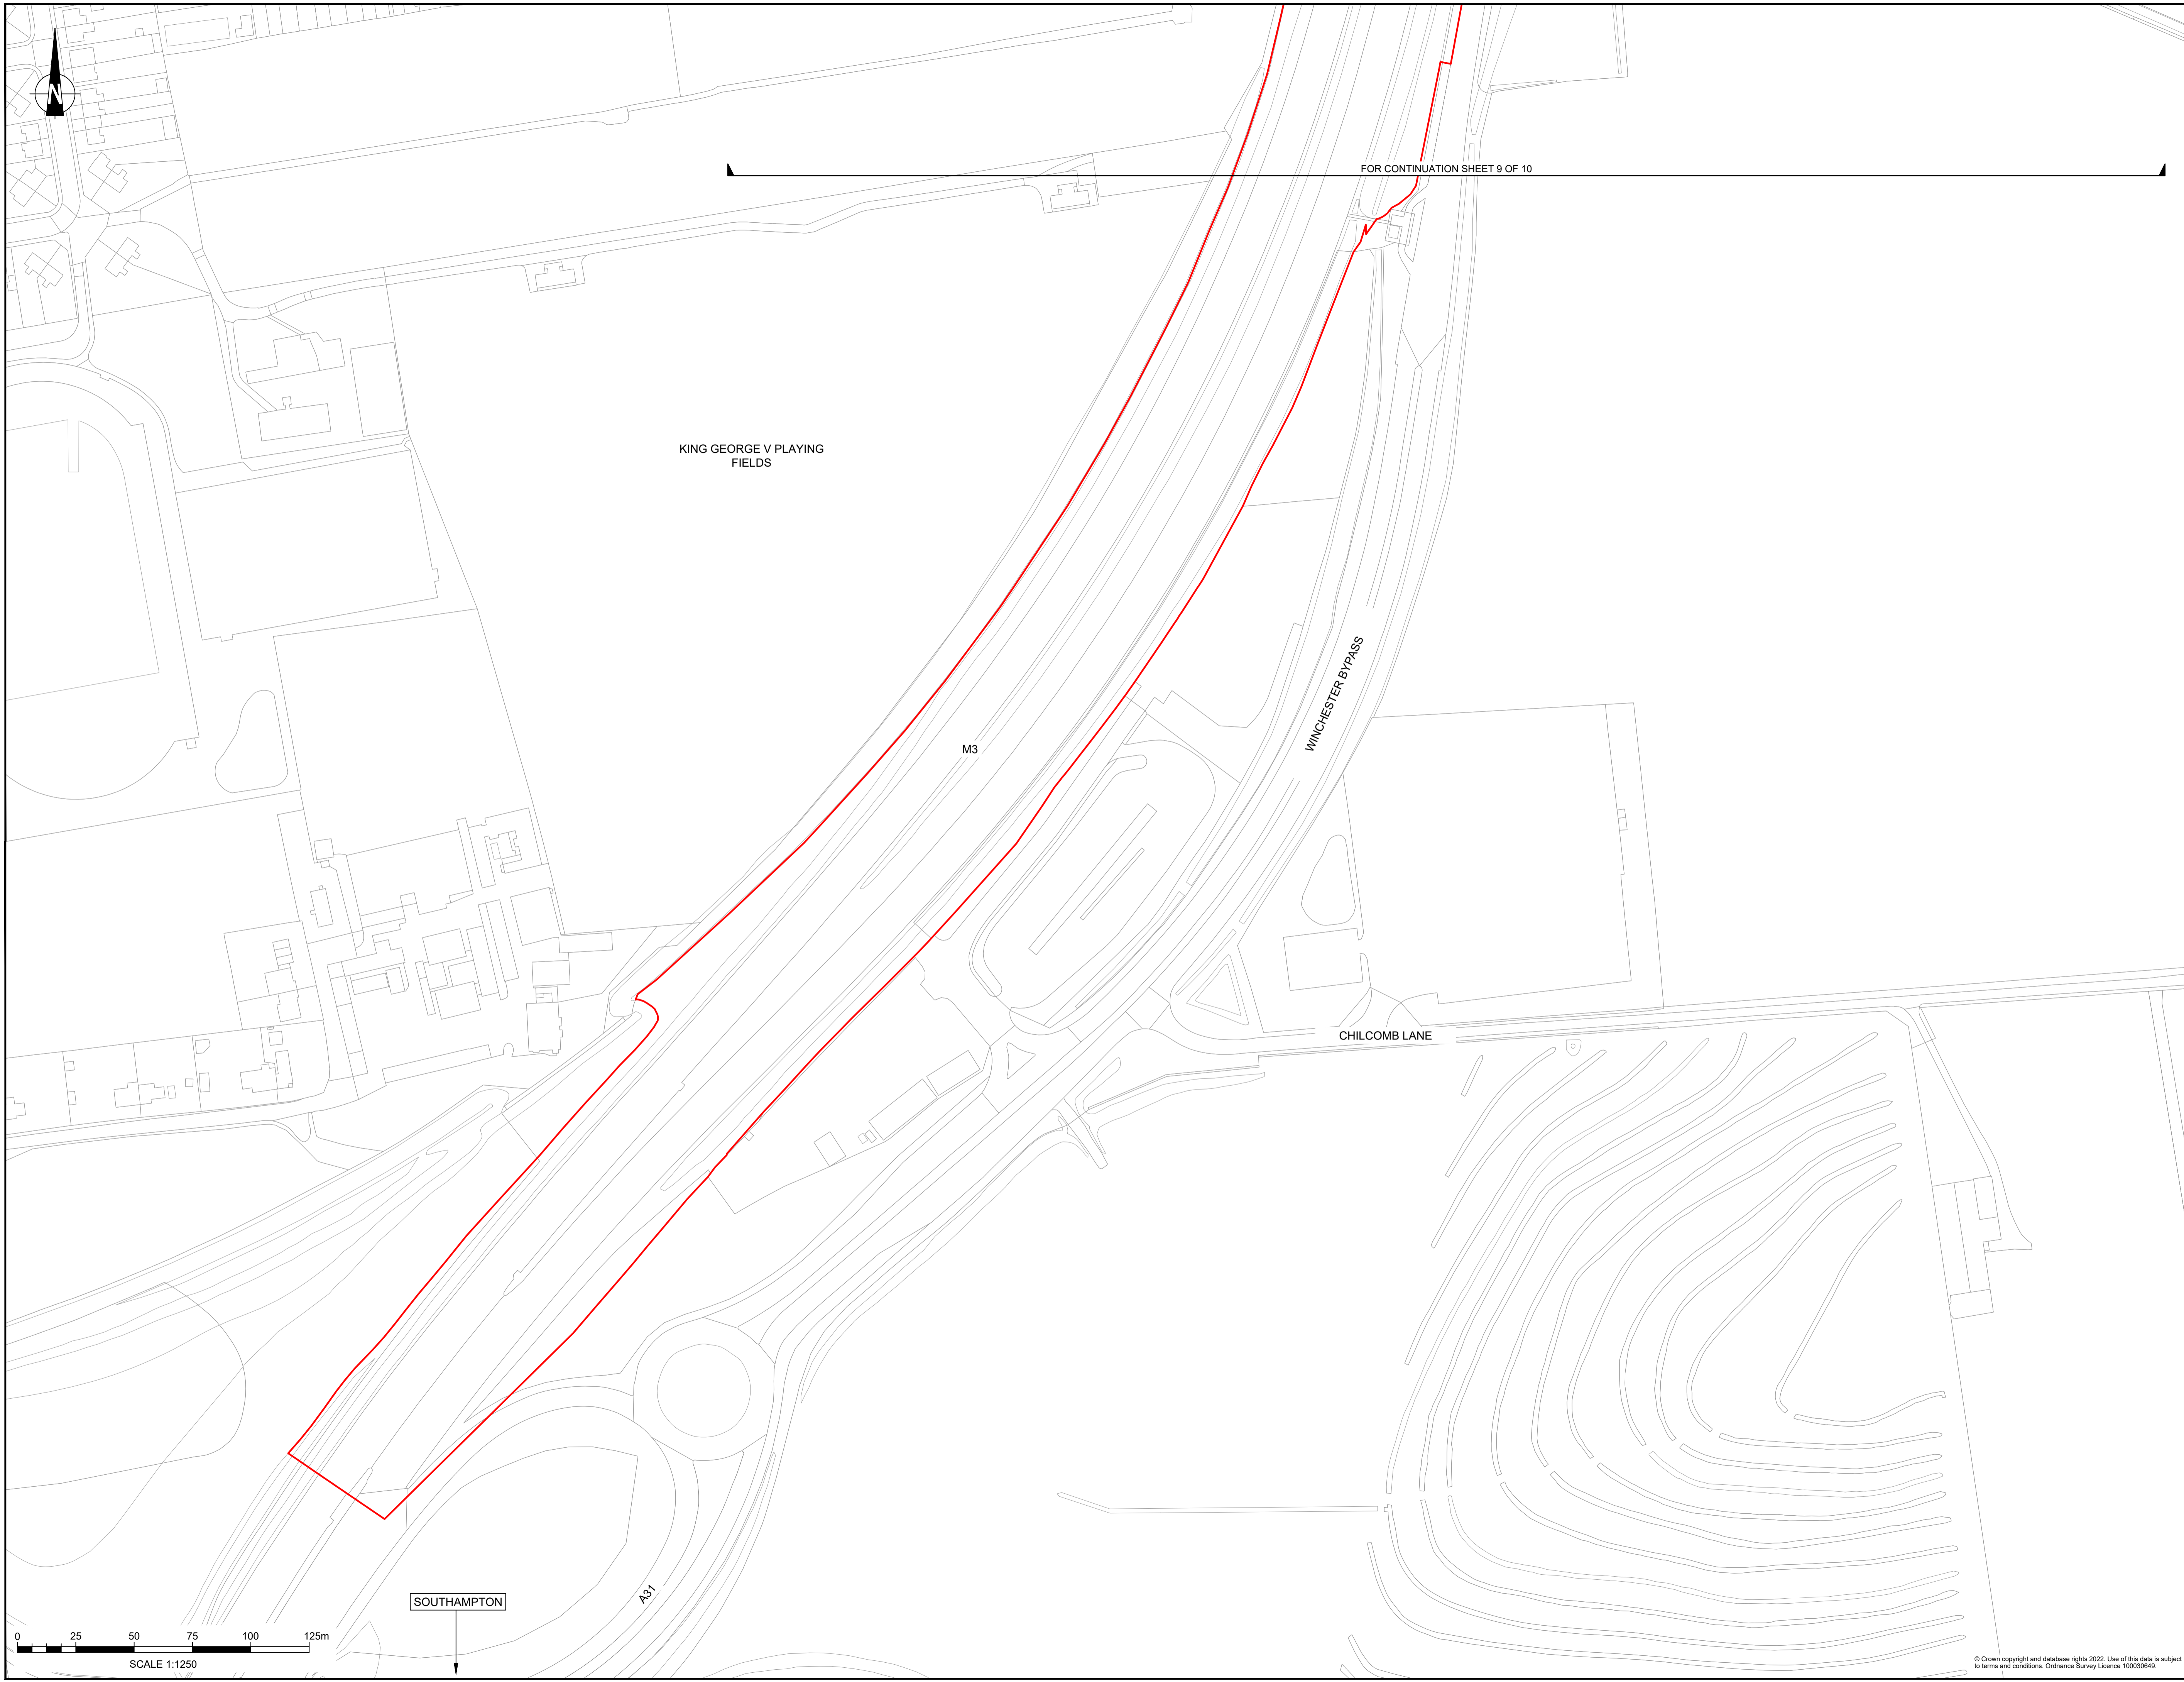 N
FOR CONTINUATION SHEET 9 OF 10
KING GEORGE V PLAYING
FIELDS
WINCHESTER BYPASS
M3
CHILCOMB LANE
A31
SOUTHAMPTON
0 25 50 75 100 125m
SCALE 1:1250
© Crown copyright and database rights 2022. Use of this data is subject
to terms and conditions. Ordnance Survey Licence 100030649.